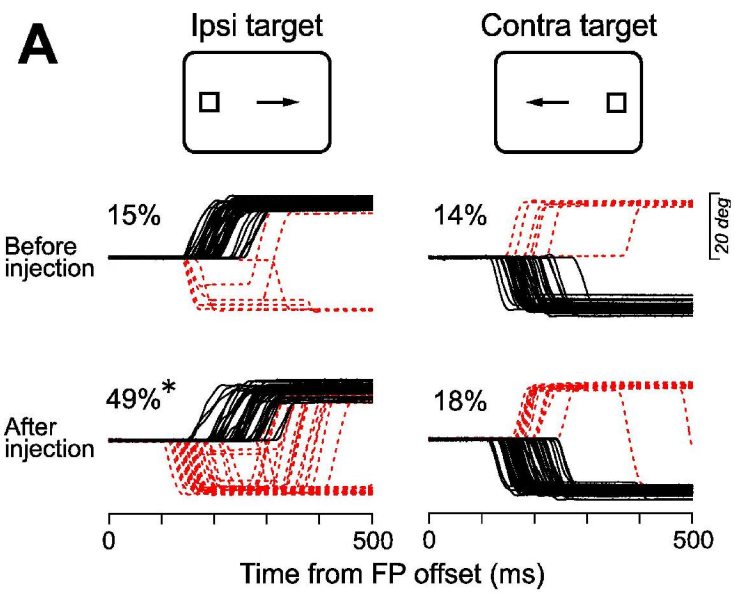 A
Ipsi target
Contra target
Before
injection
15%
14%
20 deg
After
injection
49%*
18%
0
500
0
500
Time from FP offset (ms)